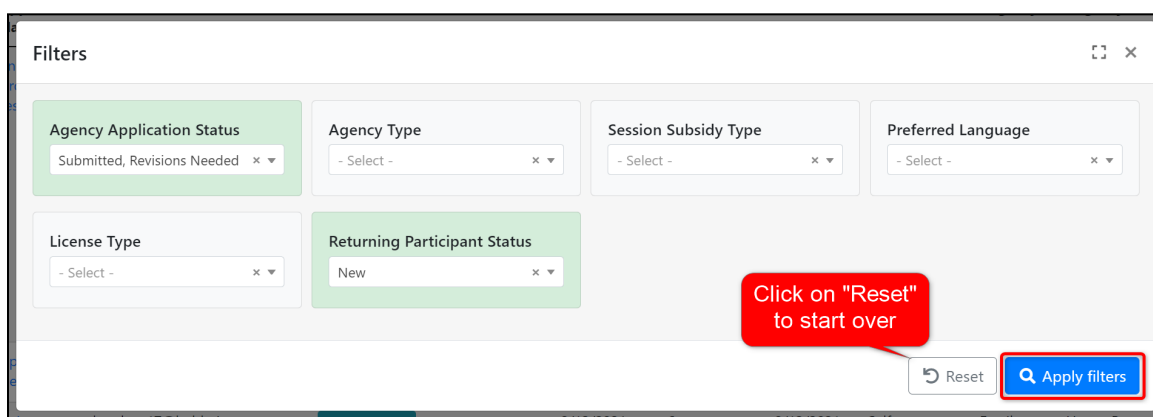 Filters
Agency Application Status
Agency Type
Session Subsidy Type
Preferred Language
Submitted, Revisions Needed
- Select -
- Select -
- Select -
License Type
Returning Participant Status
- Select -
New
Click on "Reset"
to start over
Reset
Apply filters